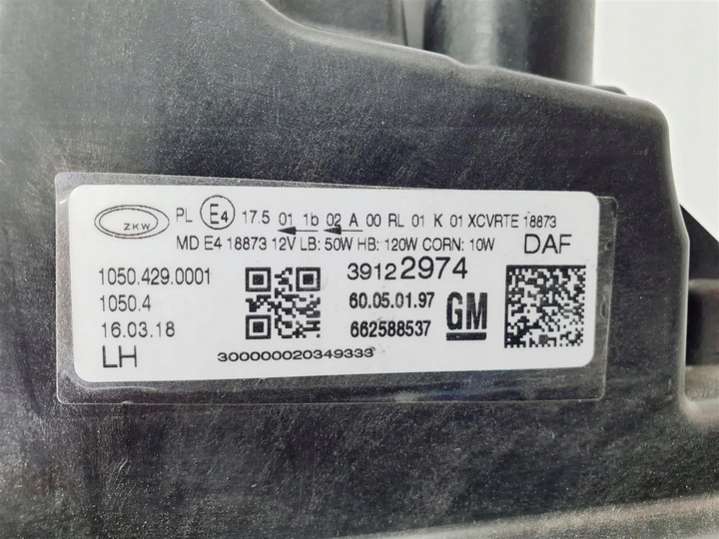 ZKW PL E4 17.5 01 1b 02 A 00 RL 01 K 01 XCVRTE 18873
MD E4 18873 12V LB: 50W HB: 120W CORN: 10W DAF
1050.429.0001 39122974
1050.4 60.05.01.97
16.03.18 662588537 GM
LH 300000020349333